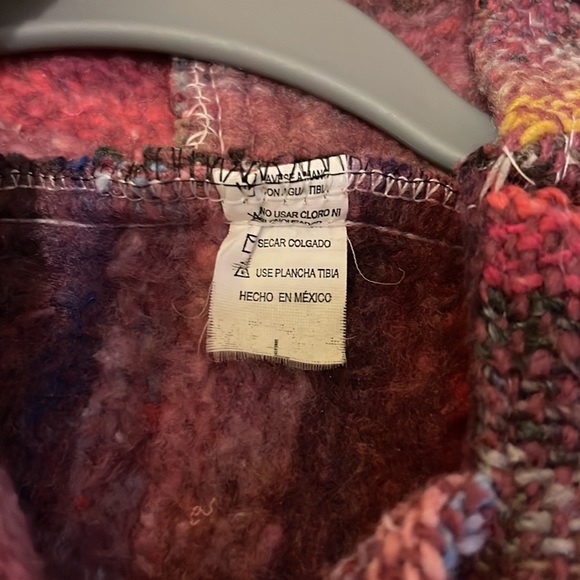 CON AGUA TIBIA
NO USAR CLORO NI
SECAR COLGADO
USE PLANCHA TIBIA
HECHO EN MÉXICO